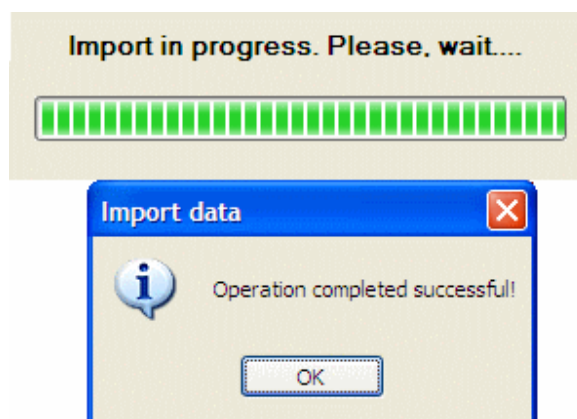 Import in progress. Please, wait....
Import data
Operation completed successful!
OK